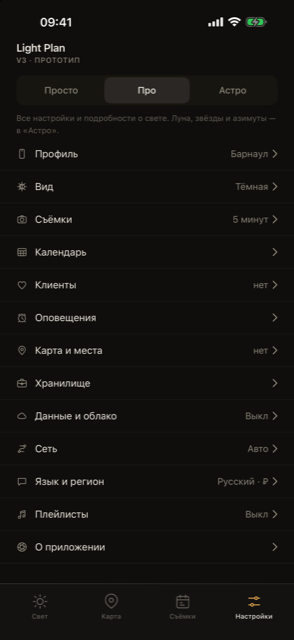 09:41
Light Plan
V3 · ПРОТОТИП
Просто
Про
Астро
Все настройки и подробности о свете. Луна, звёзды и азимуты —
в «Астро».
Профиль
Барнаул
Вид
Тёмная
Съёмки
5 минут
Календарь
Клиенты
нет
Оповещения
Карта и места
нет
Хранилище
Данные и облако
Выкл
Сеть
Авто
Язык и регион
Русский · ₽
Плейлисты
Выкл
О приложении
Свет
Карта
Съёмки
Настройки